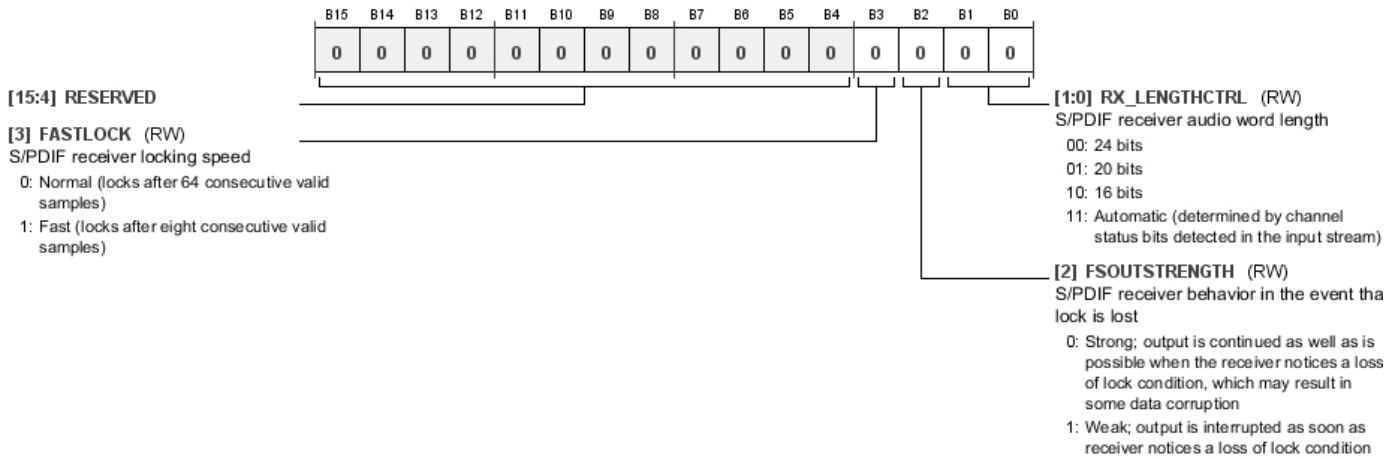 B15 B14 B13 B12 B11 B10 B9 B8 B7 B6 B5 B4 B3 B2 B1 B0
0 0 0 0 0 0 0 0 0 0 0 0 0 0 0 0
[15:4] RESERVED
[3] FASTLOCK (RW)
S/PDIF receiver locking speed
0: Normal (locks after 64 consecutive valid
samples)
1: Fast (locks after eight consecutive valid
samples)
[1:0] RX_LENGTHCTRL (RW)
S/PDIF receiver audio word length
00: 24 bits
01: 20 bits
10: 16 bits
11: Automatic (determined by channel
status bits detected in the input stream)
[2] FSOUTSTRENGTH (RW)
S/PDIF receiver behavior in the event tha
lock is lost
0: Strong; output is continued as well as is
possible when the receiver notices a loss
of lock condition, which may result in
some data corruption
1: Weak; output is interrupted as soon as
receiver notices a loss of lock condition